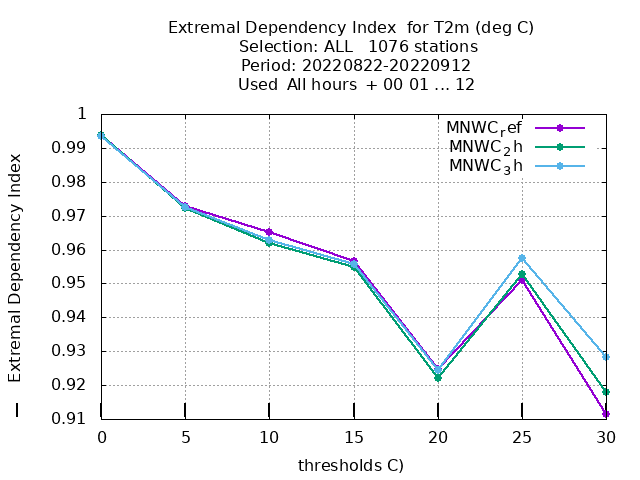 Extremal Dependency Index  for T2m (deg C)
Selection: ALL   1076 stations
Period: 20220822-20220912
Used  All hours  + 00 01 ... 12
MNWC_ref
MNWC_2h
MNWC_3h
1
0.99
0.98
0.97
0.96
0.95
0.94
0.93
0.92
0.91
Extremal Dependency Index
0 5 10 15 20 25 30
thresholds C)